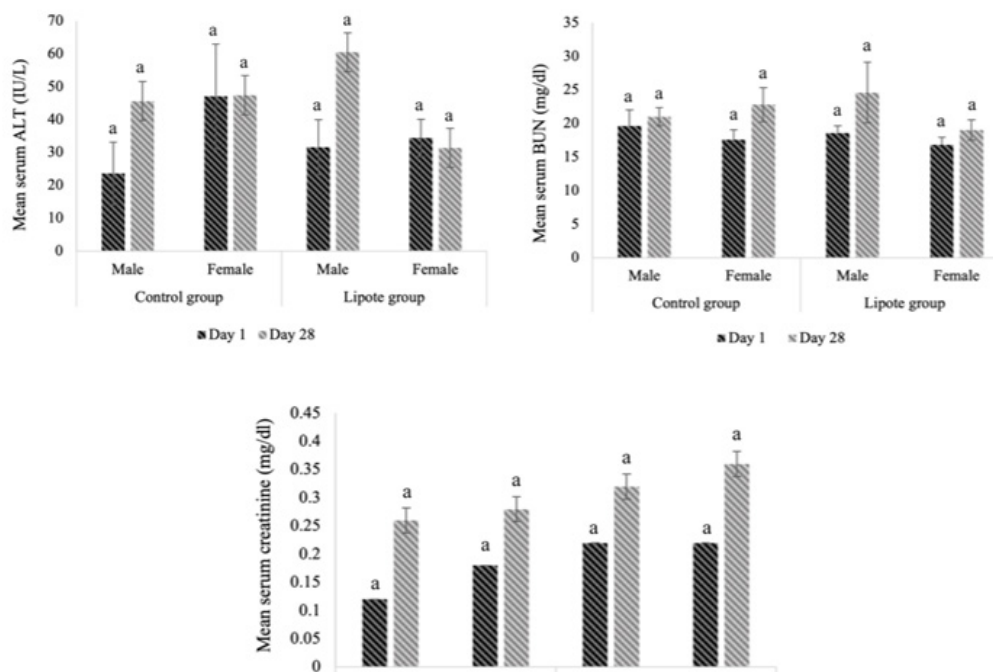 Mean serum ALT (IU/L)
70
60
50
40
30
20
10
0
a a a a a a a a
Male Female Male Female
Control group Lipote group
Day 1 Day 28
Mean serum BUN (mg/dl)
35
30
25
20
15
10
5
0
a a a a a a a a
Male Female Male Female
Control group Lipote group
Day 1 Day 28
Mean serum creatinine (mg/dl)
0.45
0.4
0.35
0.3
0.25
0.2
0.15
0.1
0.05
0
a a a a a a a a